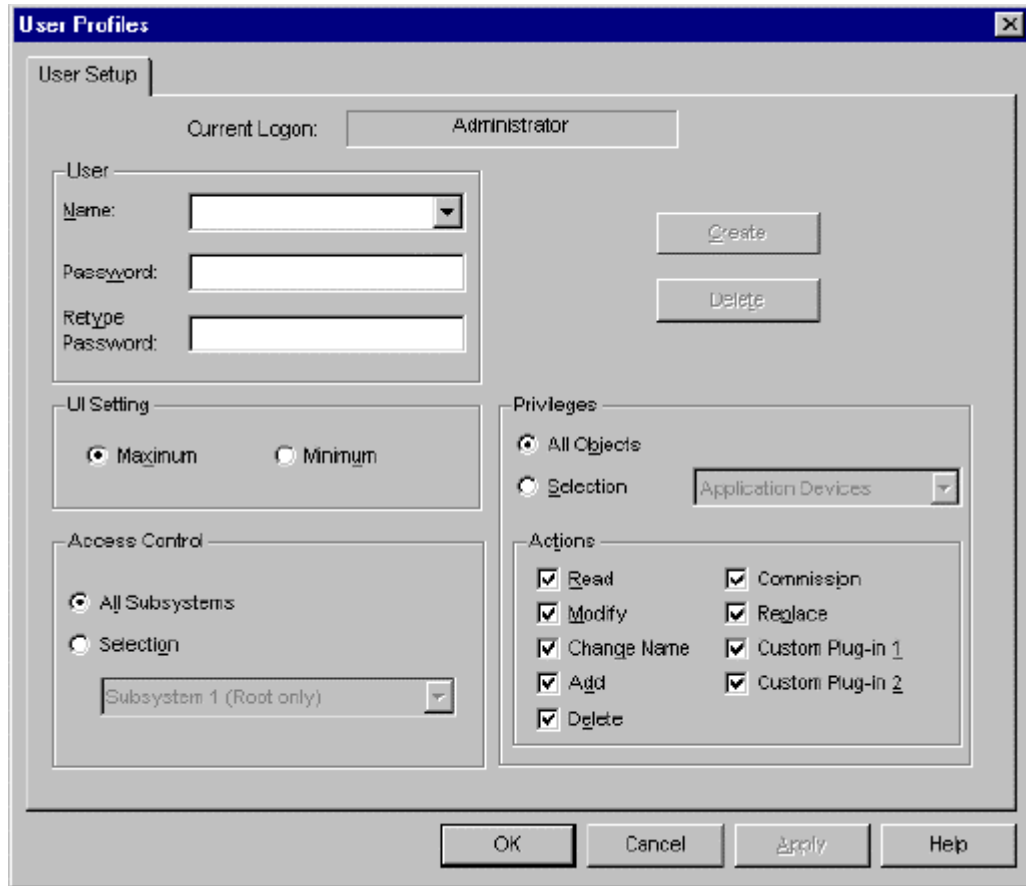 User Profiles
User Setup
Current Logon: Administrator
User
Name:
Password:
Retype
Password:
Create
Delete
UI Setting
Maximum Minimum
Access Control
All Subsystems
Selection
Subsystem 1 (Root only)
Privileges
All Objects
Selection Application Devices
Actions
Read Commission
Modify Replace
Change Name Custom Plug-in 1
Add Custom Plug-in 2
Delete
OK Cancel Apply Help